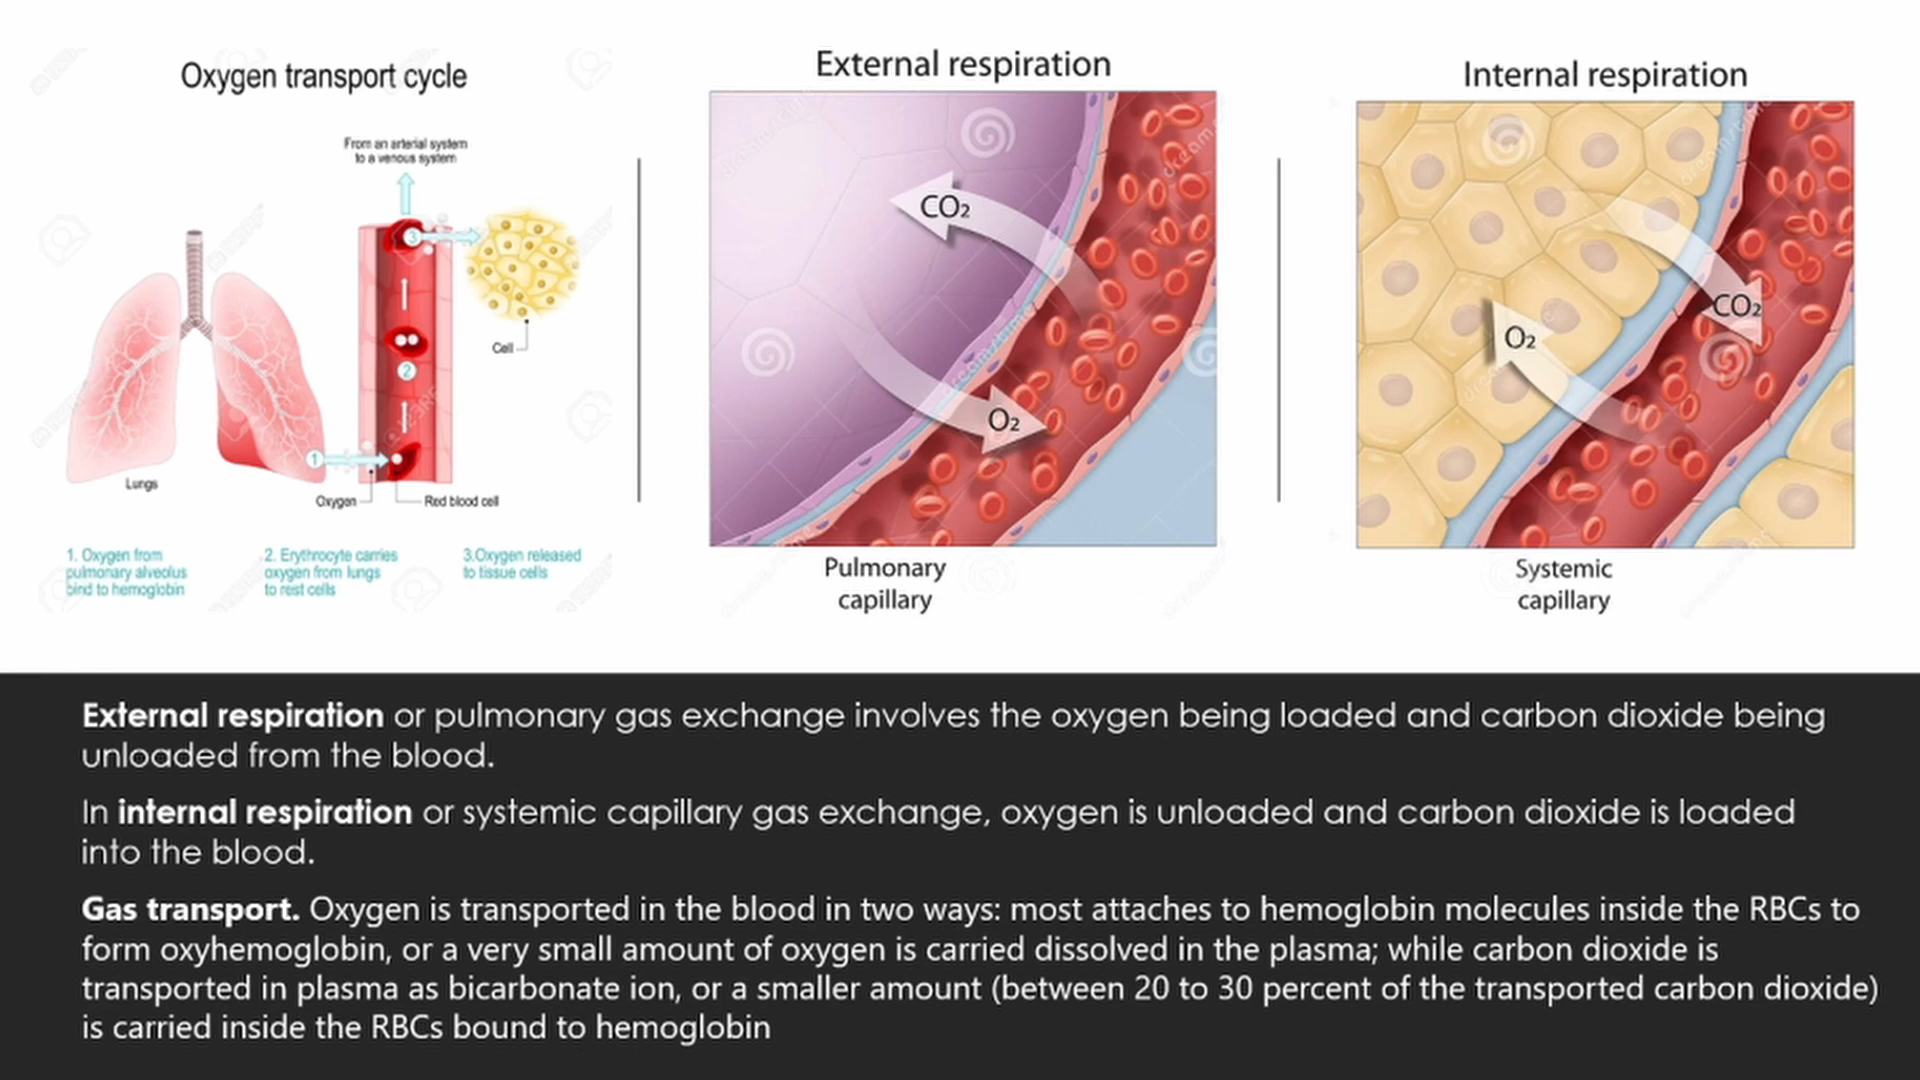 Oxygen transport cycle
From an arterial system
to a venous system
3
Cell
2
1
Lungs
Oxygen
Red blood cell
1. Oxygen from
pulmonary alveolus
bind to hemoglobin
2. Erythrocyte carries
oxygen from lungs
to rest cells
3.Oxygen released
to tissue cells
External respiration
CO2
O2
Pulmonary
capillary
Internal respiration
CO2
O2
Systemic
capillary
External respiration or pulmonary gas exchange involves the oxygen being loaded and carbon dioxide being
unloaded from the blood.
In internal respiration or systemic capillary gas exchange, oxygen is unloaded and carbon dioxide is loaded
into the blood.
Gas transport. Oxygen is transported in the blood in two ways: most attaches to hemoglobin molecules inside the RBCs to
form oxyhemoglobin, or a very small amount of oxygen is carried dissolved in the plasma; while carbon dioxide is
transported in plasma as bicarbonate ion, or a smaller amount (between 20 to 30 percent of the transported carbon dioxide)
is carried inside the RBCs bound to hemoglobin